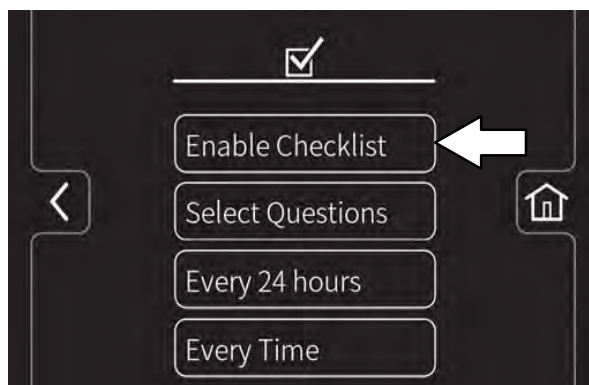 Enable Checklist
Select Questions
Every 24 hours
Every Time